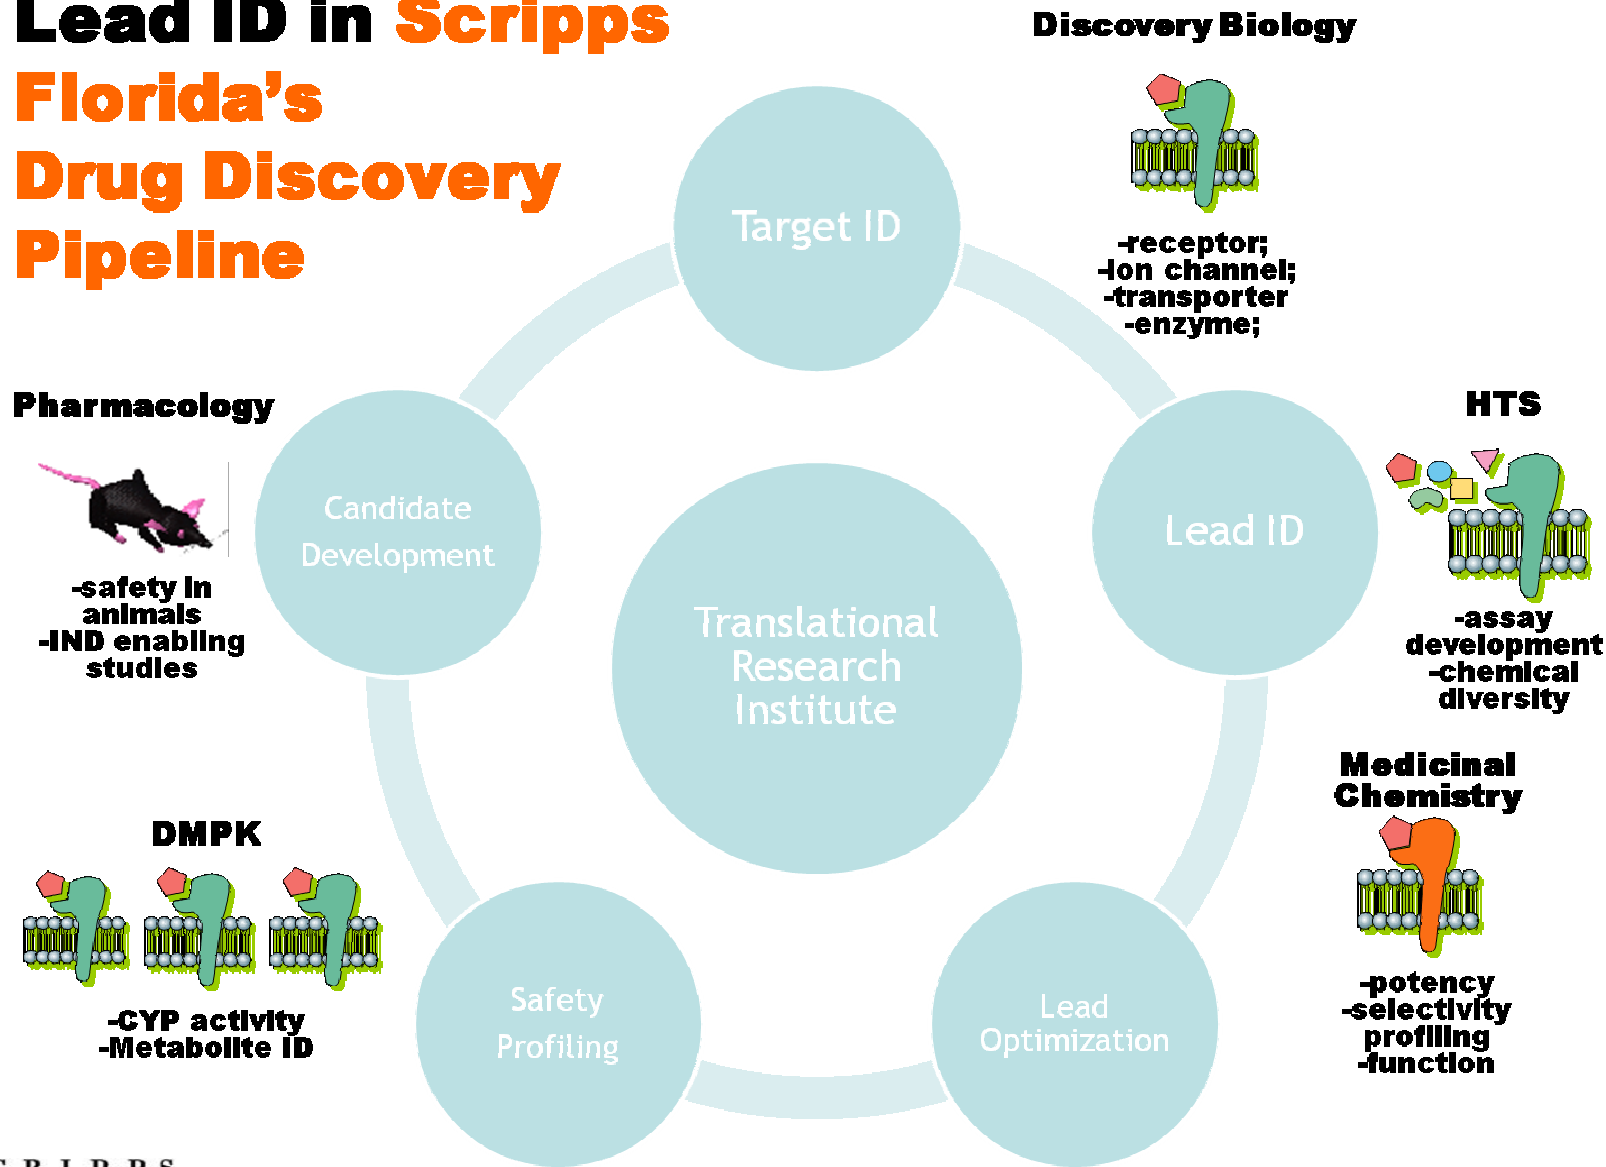 Lead ID in Scripps
Florida's
Drug Discovery
Pipeline
Discovery Biology
-receptor;
-Ion channel;
-transporter
-enzyme;
Target ID
Pharmacology
-safety in
animals
-IND enabling
studies
Candidate
Development
Lead ID
HTS
-assay
development
-chemical
diversity
Translational
Research
Institute
Medicinal
Chemistry
-potency
-selectivity
profiling
-function
DMPK
-CYP activity
-Metabolite ID
Safety
Profiling
Lead
Optimization